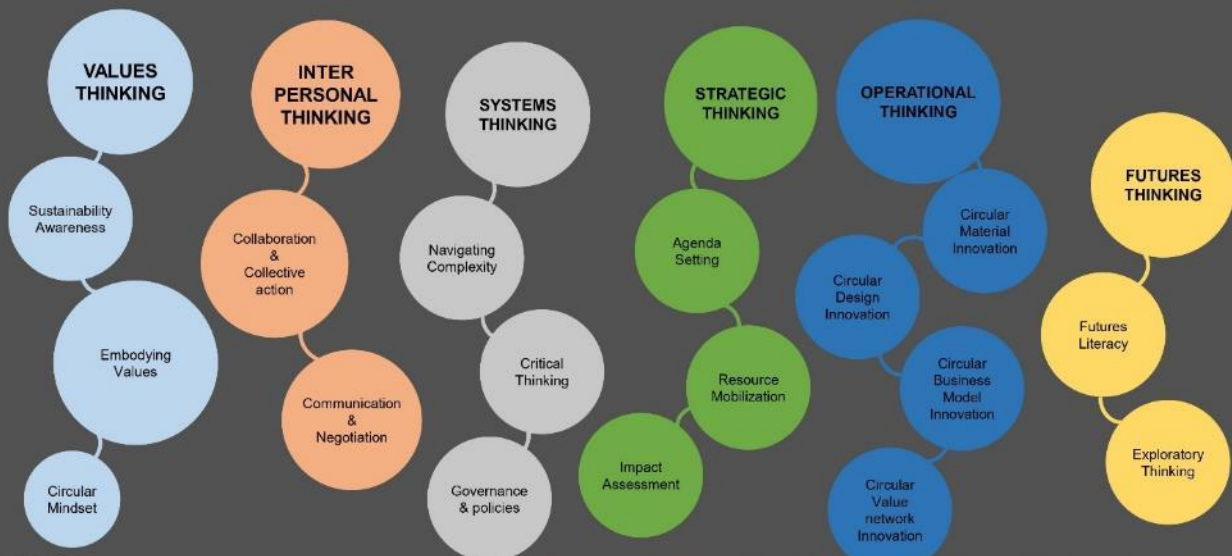 VALUES
THINKING
Sustainability
Awareness
Embodying
Values
Circular
Mindset
INTER
PERSONAL
THINKING
Collaboration
&
Collective
action
Communication
&
Negotiation
SYSTEMS
THINKING
Navigating
Complexity
Critical
Thinking
Governance
& policies
STRATEGIC
THINKING
Agenda
Setting
Resource
Mobilization
Impact
Assessment
OPERATIONAL
THINKING
Circular
Material
Innovation
Circular
Design
Innovation
Circular
Business
Model
Innovation
Circular
Value
network
Innovation
FUTURES
THINKING
Futures
Literacy
Exploratory
Thinking